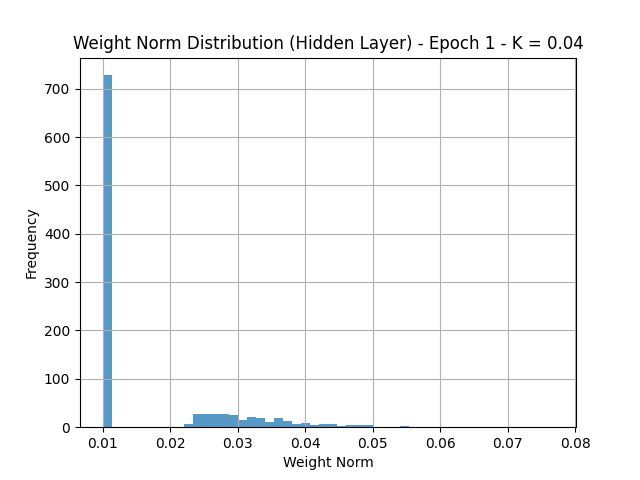 Weight Norm Distribution (Hidden Layer) - Epoch 1 - K = 0.04
700
600
500
400
300
200
100
0
Frequency
0.01 0.02 0.03 0.04 0.05 0.06 0.07 0.08
Weight Norm